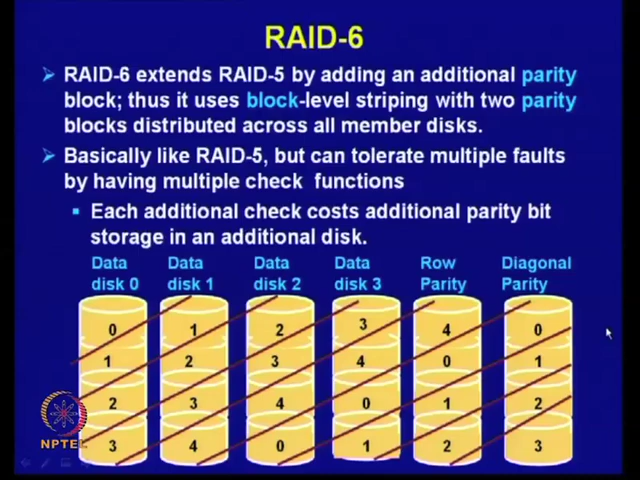 RAID-6
RAID-6 extends RAID-5 by adding an additional parity
block; thus it uses block-level striping with two parity
blocks distributed across all member disks.
Basically like RAID-5, but can tolerate multiple faults
by having multiple check functions
Each additional check costs additional parity bit
storage in an additional disk.
Data disk 0 Data disk 1 Data disk 2 Data disk 3 Row Parity Diagonal Parity
0 1 2 3 4 0
1 2 3 4 0 1
2 3 4 0 1 2
3 4 0 1 2 3
NPTEL